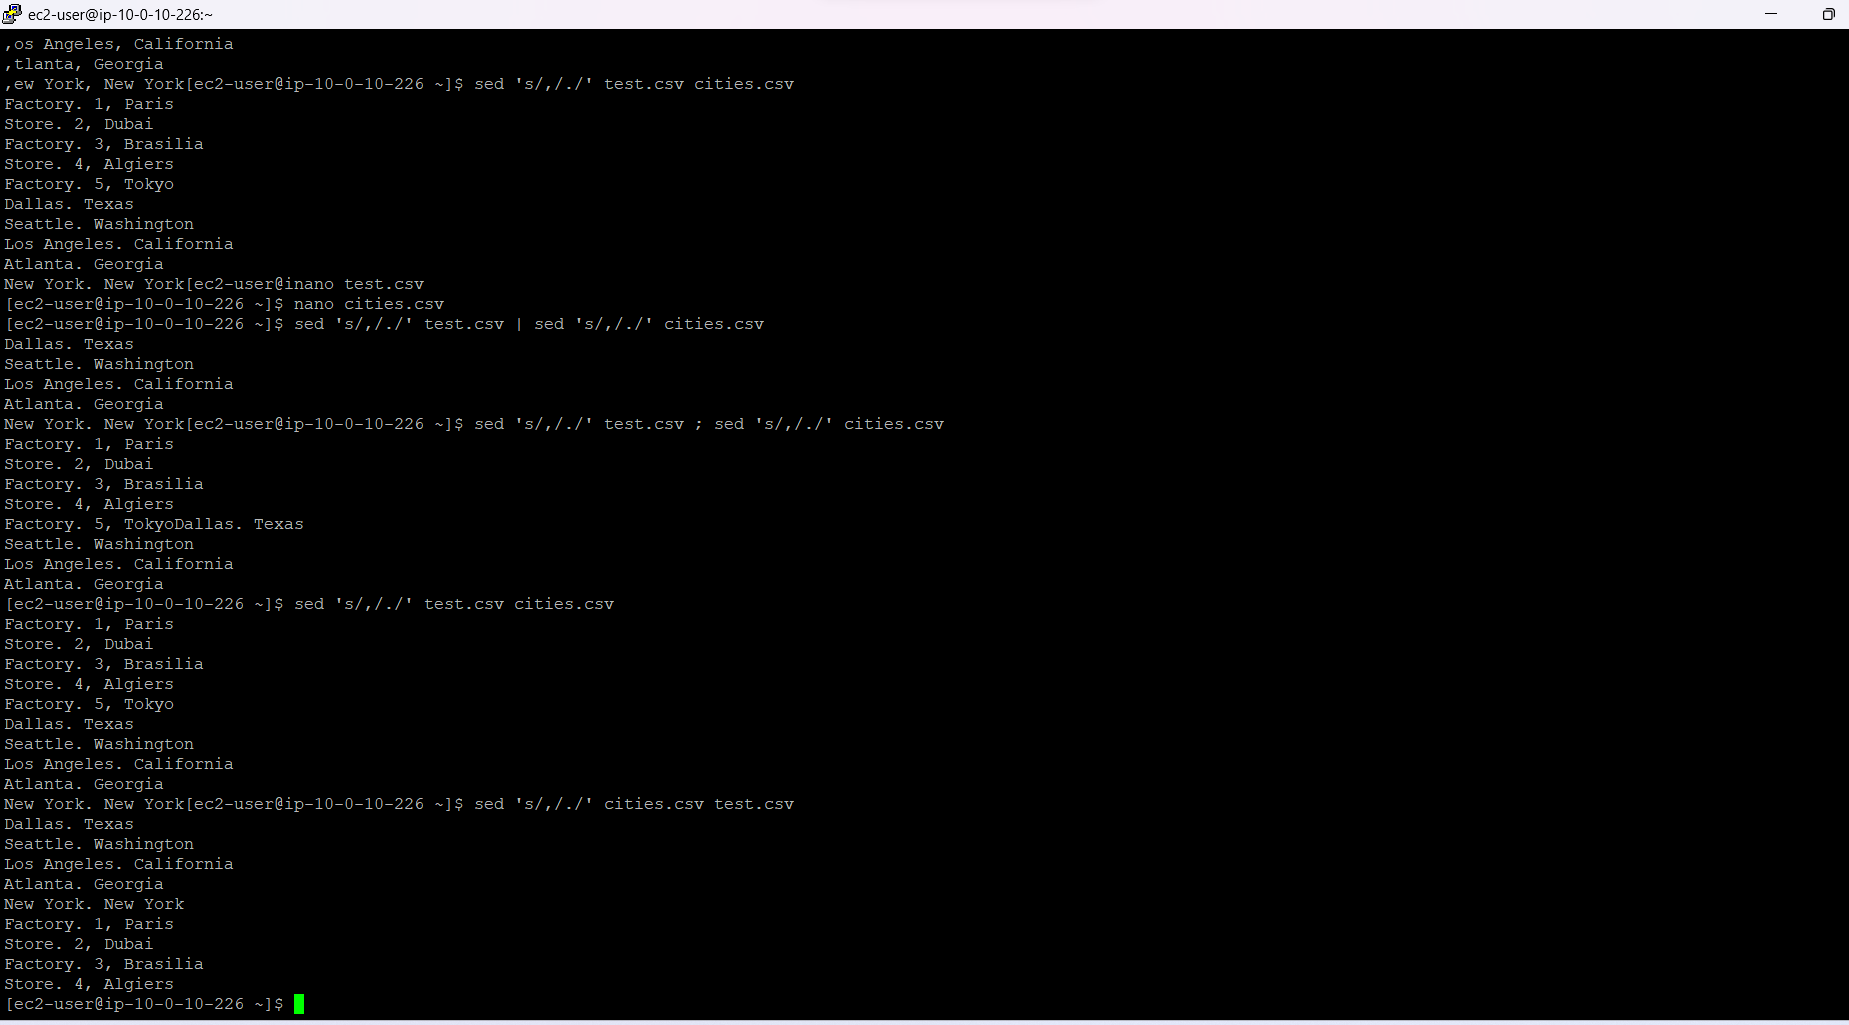 ec2-user@ip-10-0-10-226:~
,os Angeles, California
,tlanta, Georgia
,ew York, New York[ec2-user@ip-10-0-10-226 ~]$ sed 's/,/./' test.csv cities.csv
Factory. 1, Paris
Store. 2, Dubai
Factory. 3, Brasilia
Store. 4, Algiers
Factory. 5, Tokyo
Dallas. Texas
Seattle. Washington
Los Angeles. California
Atlanta. Georgia
New York. New York[ec2-user@inano test.csv
[ec2-user@ip-10-0-10-226 ~]$ nano cities.csv
[ec2-user@ip-10-0-10-226 ~]$ sed 's/,/./' test.csv | sed 's/,/./' cities.csv
Dallas. Texas
Seattle. Washington
Los Angeles. California
Atlanta. Georgia
New York. New York[ec2-user@ip-10-0-10-226 ~]$ sed 's/,/./' test.csv ; sed 's/,/./' cities.csv
Factory. 1, Paris
Store. 2, Dubai
Factory. 3, Brasilia
Store. 4, Algiers
Factory. 5, TokyoDallas. Texas
Seattle. Washington
Los Angeles. California
Atlanta. Georgia
[ec2-user@ip-10-0-10-226 ~]$ sed 's/,/./' test.csv cities.csv
Factory. 1, Paris
Store. 2, Dubai
Factory. 3, Brasilia
Store. 4, Algiers
Factory. 5, Tokyo
Dallas. Texas
Seattle. Washington
Los Angeles. California
Atlanta. Georgia
New York. New York[ec2-user@ip-10-0-10-226 ~]$ sed 's/,/./' cities.csv test.csv
Dallas. Texas
Seattle. Washington
Los Angeles. California
Atlanta. Georgia
New York. New York
Factory. 1, Paris
Store. 2, Dubai
Factory. 3, Brasilia
Store. 4, Algiers
[ec2-user@ip-10-0-10-226 ~]$